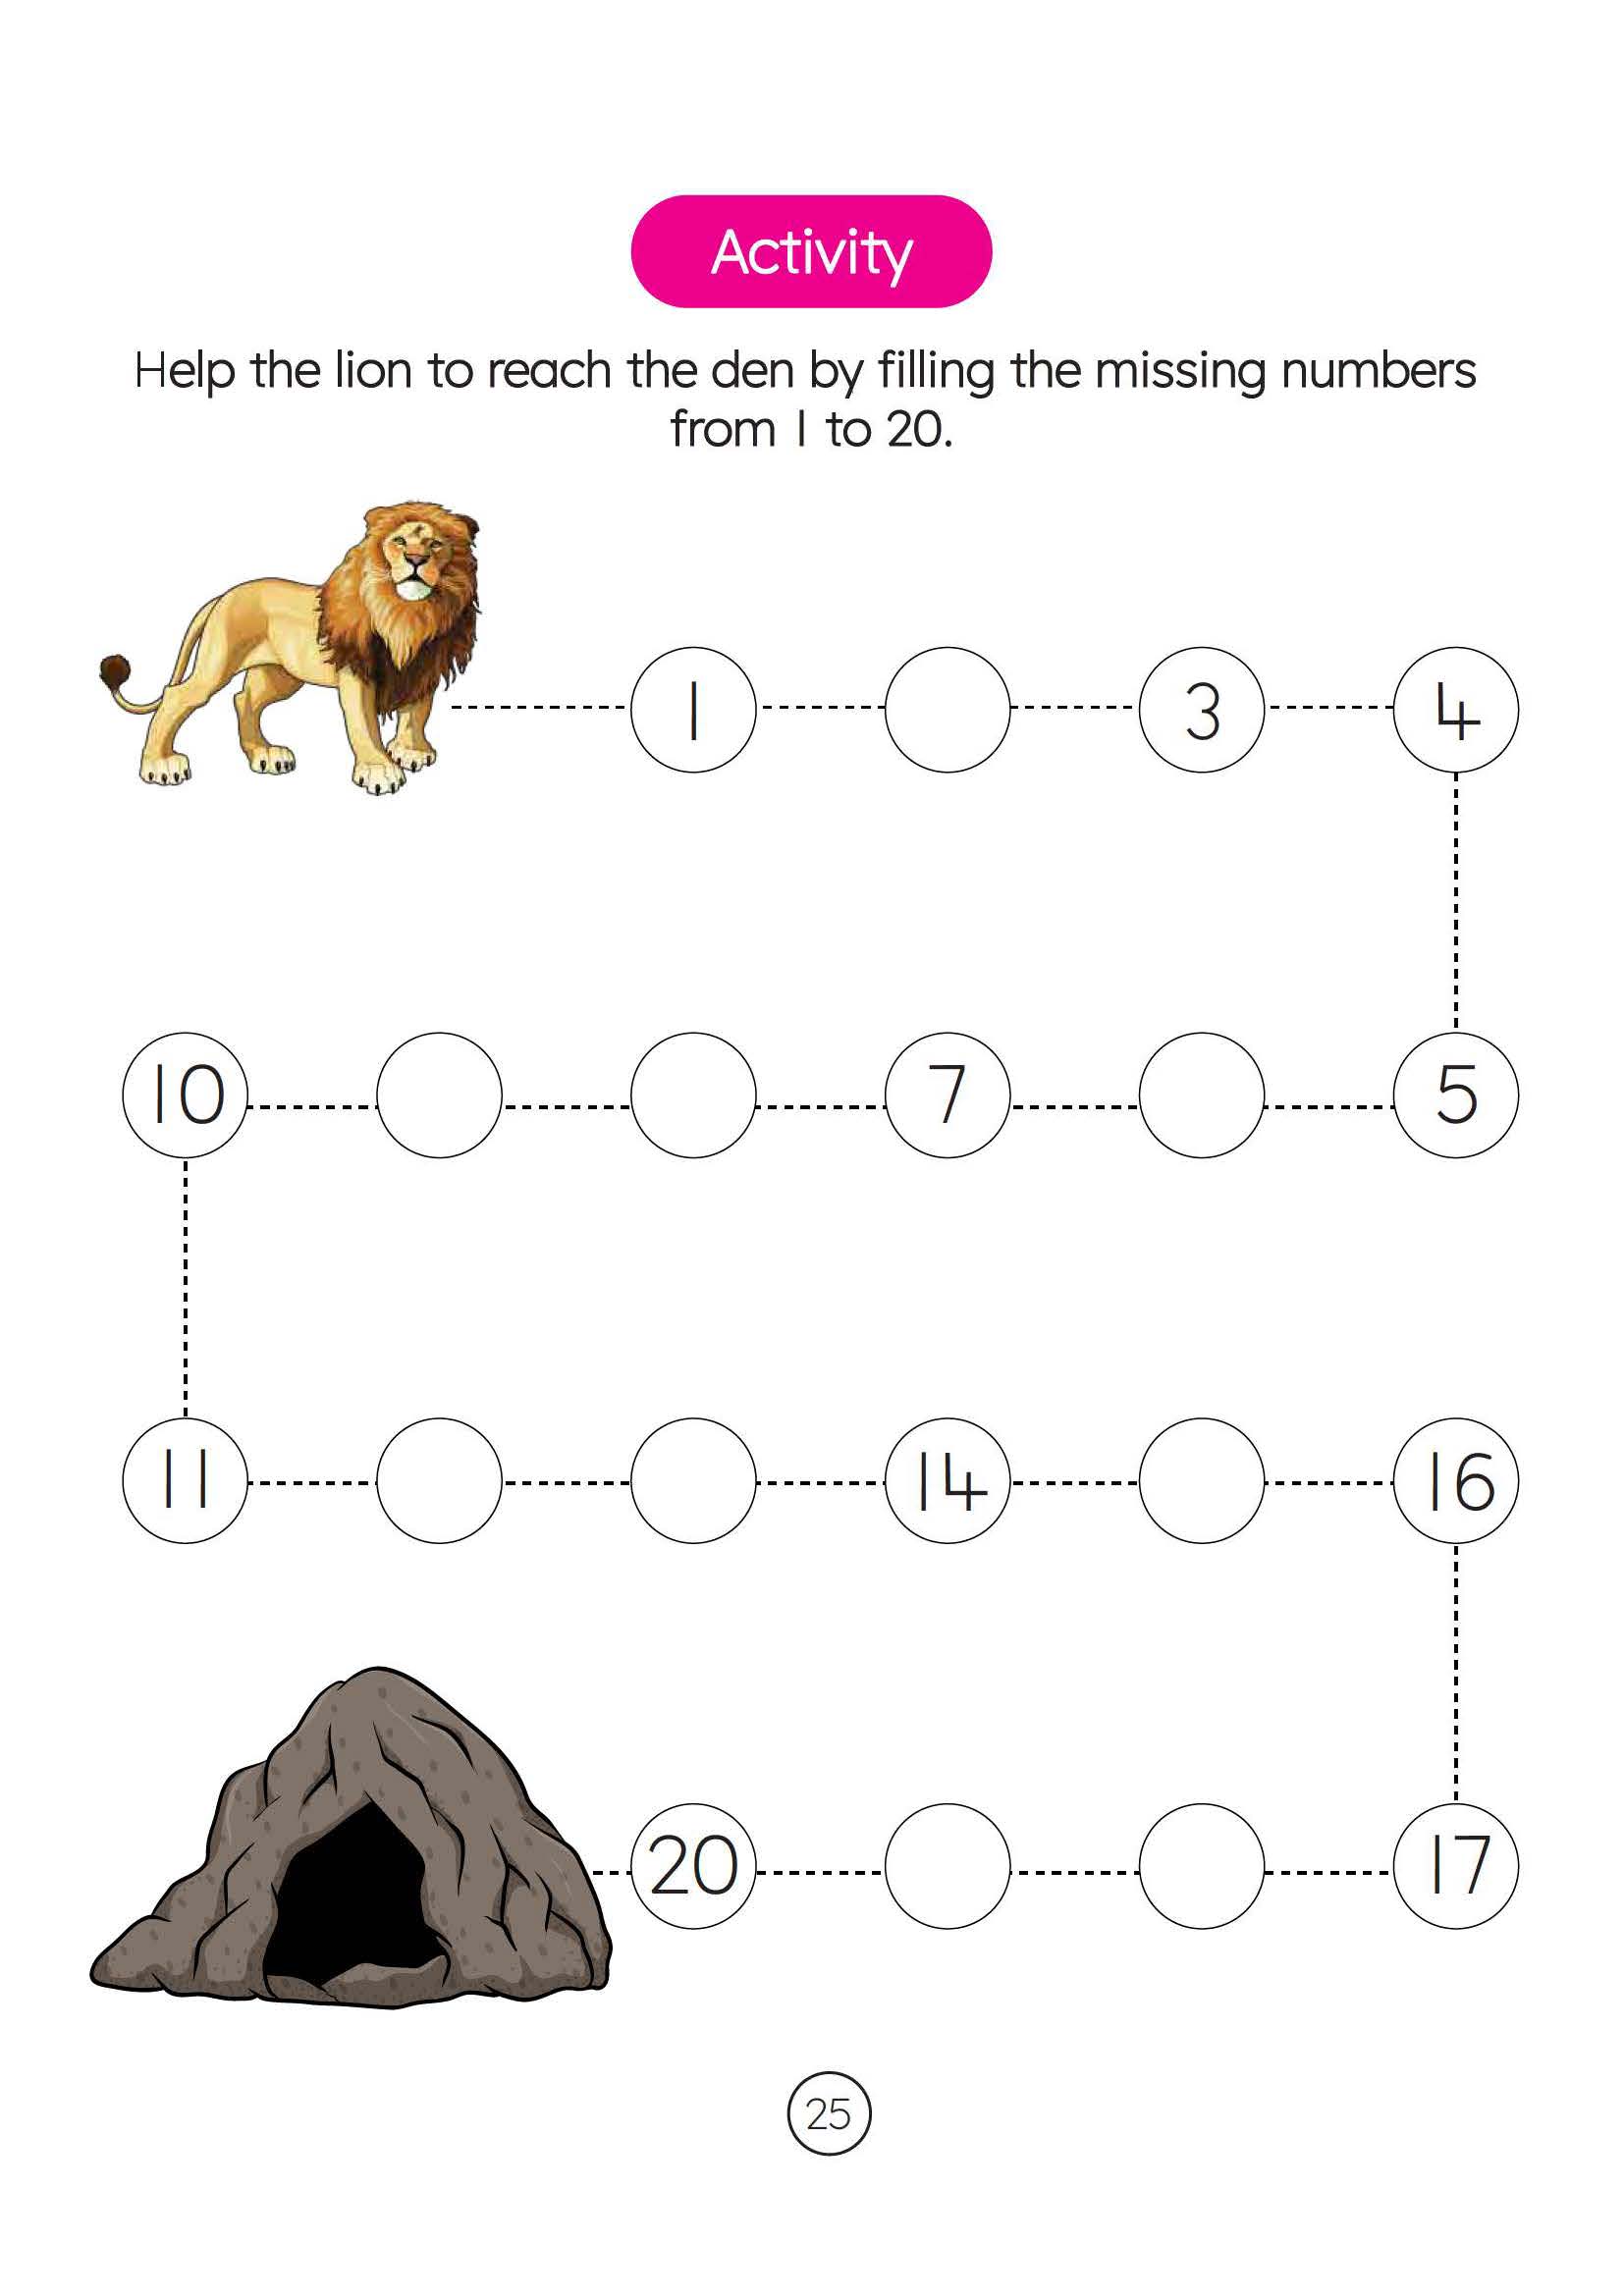 Activity
Help the lion to reach the den by filling the missing numbers
from 1 to 20.
1 3 4
10 7 5
11 14 16
20 17
25